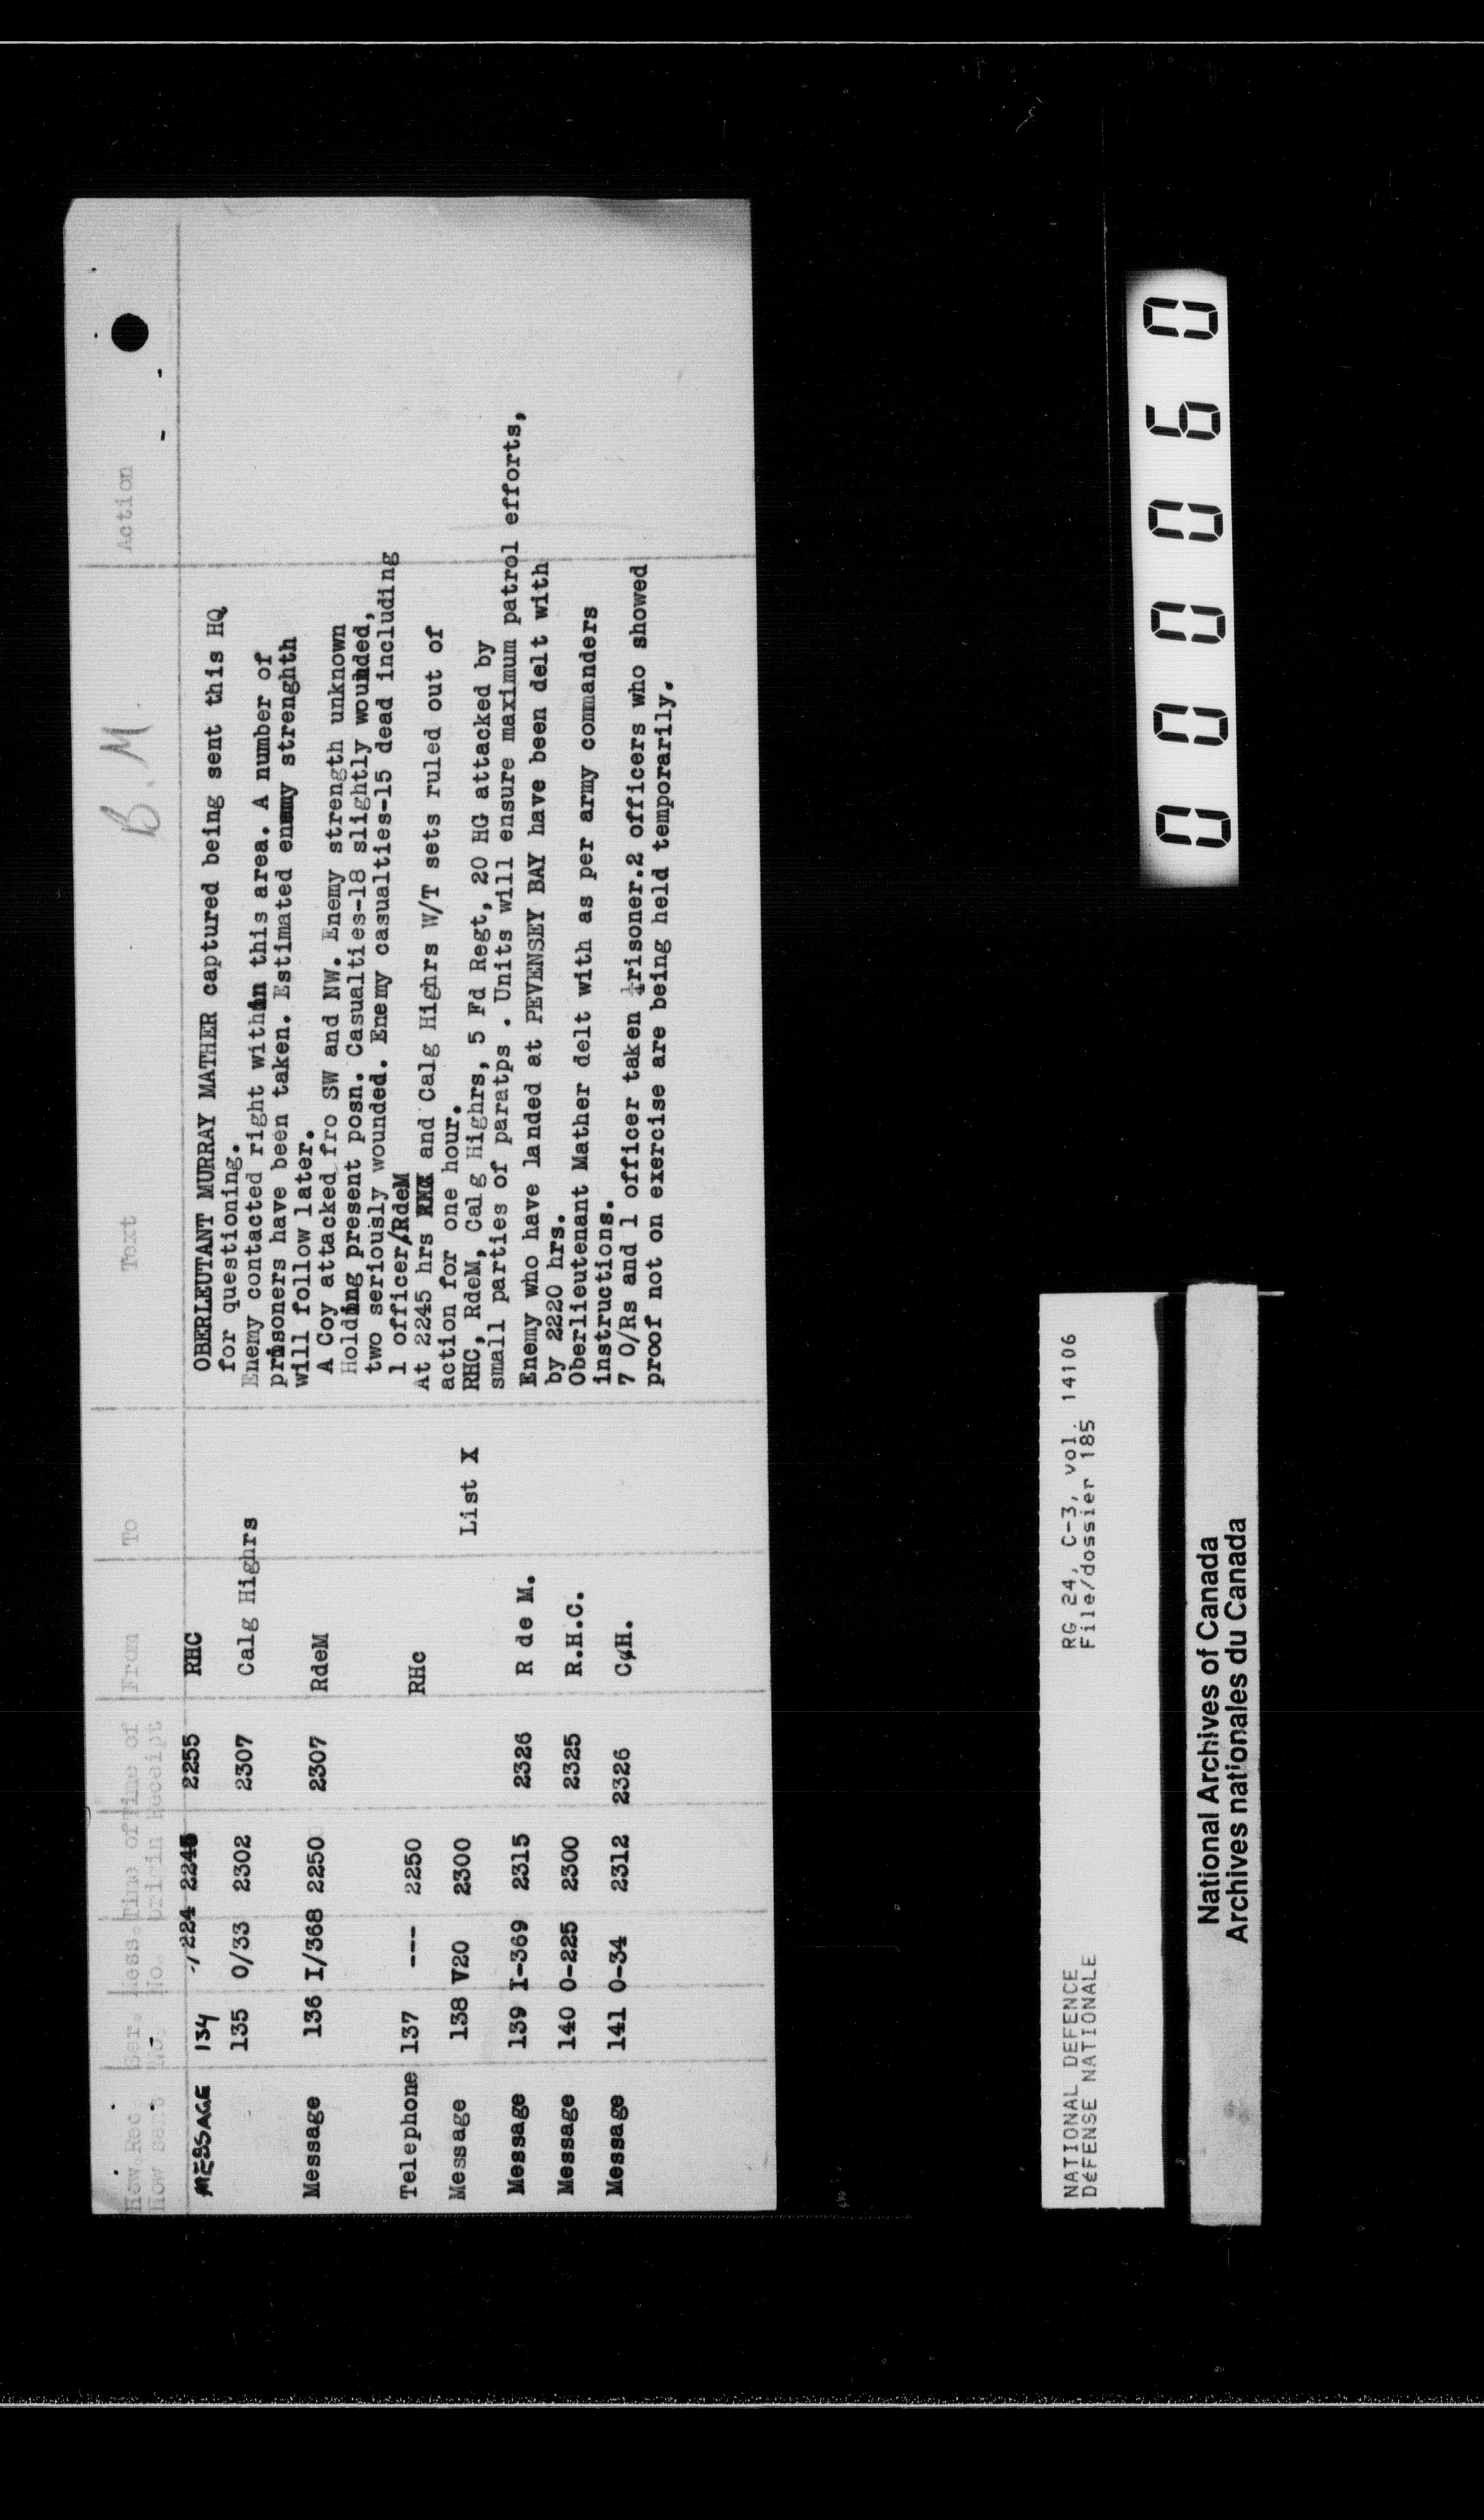 B.M.
How Rec. Ser. Mess. Time of Time of From To Text Action
How sent No. No. Origin Receipt
MESSAGE 134 224 2245 2255 RHC OBERLEUTANT MURRAY MATHER captured being sent this HQ
for questioning.
135 0/33 2302 2307 Calg Highrs Enemy contacted right within this area. A number of
prisoners have been taken. Estimated enemy strenghth
will follow later.
Message 136 I/368 2250 2307 RdeM A Coy attacked fro SW and NW. Enemy strength unknown
Holding present posn. Casualties-18 slightly wounded,
two seriously wounded. Enemy casualties-15 dead including
1 officer/RdeM
Telephone 137 --- 2250 RHc At 2245 hrs and Calg Highrs W/T sets ruled out of
action for one hour.
Message 138 V20 2300 List X RHC, RdeM, Calg Highrs, 5 Fd Regt, 20 HG attacked by
small parties of paratps . Units will ensure maximum patrol efforts,
Message 139 I-369 2315 2326 R de M. Enemy who have landed at PEVENSEY BAY have been delt with
by 2220 hrs.
Message 140 0-225 2300 2325 R.H.C. Oberlieutenant Mather delt with as per army commanders
instructions.
Message 141 0-34 2312 2326 C/H. 7 O/Rs and 1 officer taken risoner.2 officers who showed
proof not on exercise are being held temporarily.
000060
NATIONAL DEFENCE RG 24, C-3, vol. 14106
DéFENSE NATIONALE File/dossier 185
National Archives of Canada
Archives nationales du Canada